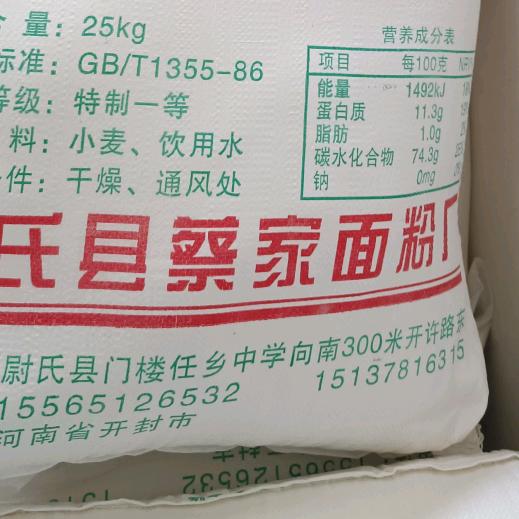 含量: 25kg
标准: GB/T1355-86
等级: 特制一等
料: 小麦、饮用水
件: 干燥、通风处
营养成分表
项目 每100克 NRV
能量 1492kJ
蛋白质 11.3g
脂肪 1.0g
碳水化合物 74.3g
钠 0mg
氏县蔡家面粉厂
尉氏县门楼任乡中学向南300米开许路东
15565126532 15137816315
河南省开封市